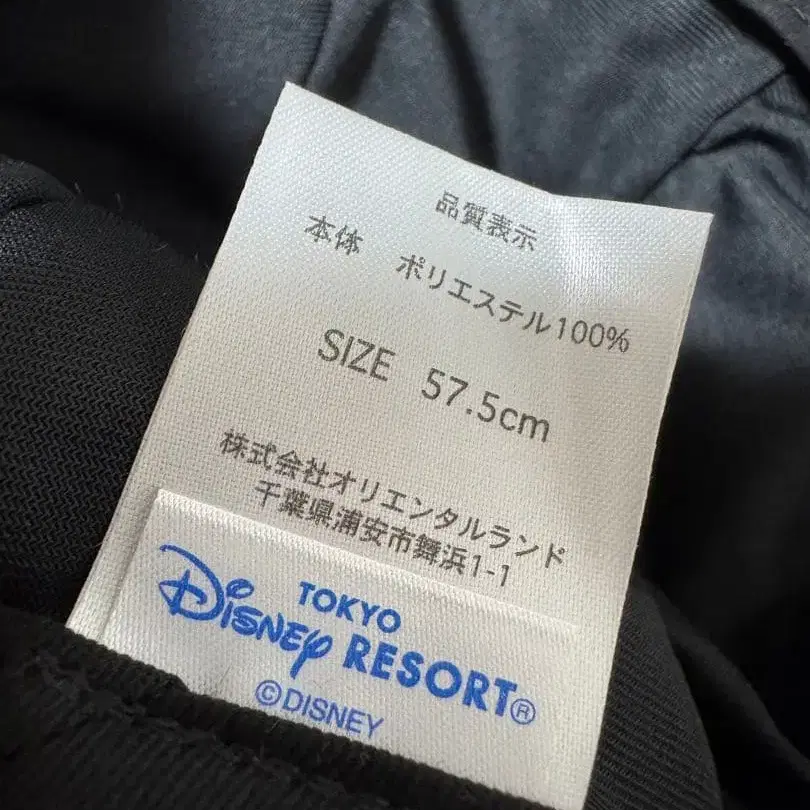 品質表示
本体 ポリエステル100%
SIZE 57.5cm
株式会社オリエンタルランド
千葉県浦安市舞浜1-1
TOKYO
DISNEY RESORT®
©DISNEY